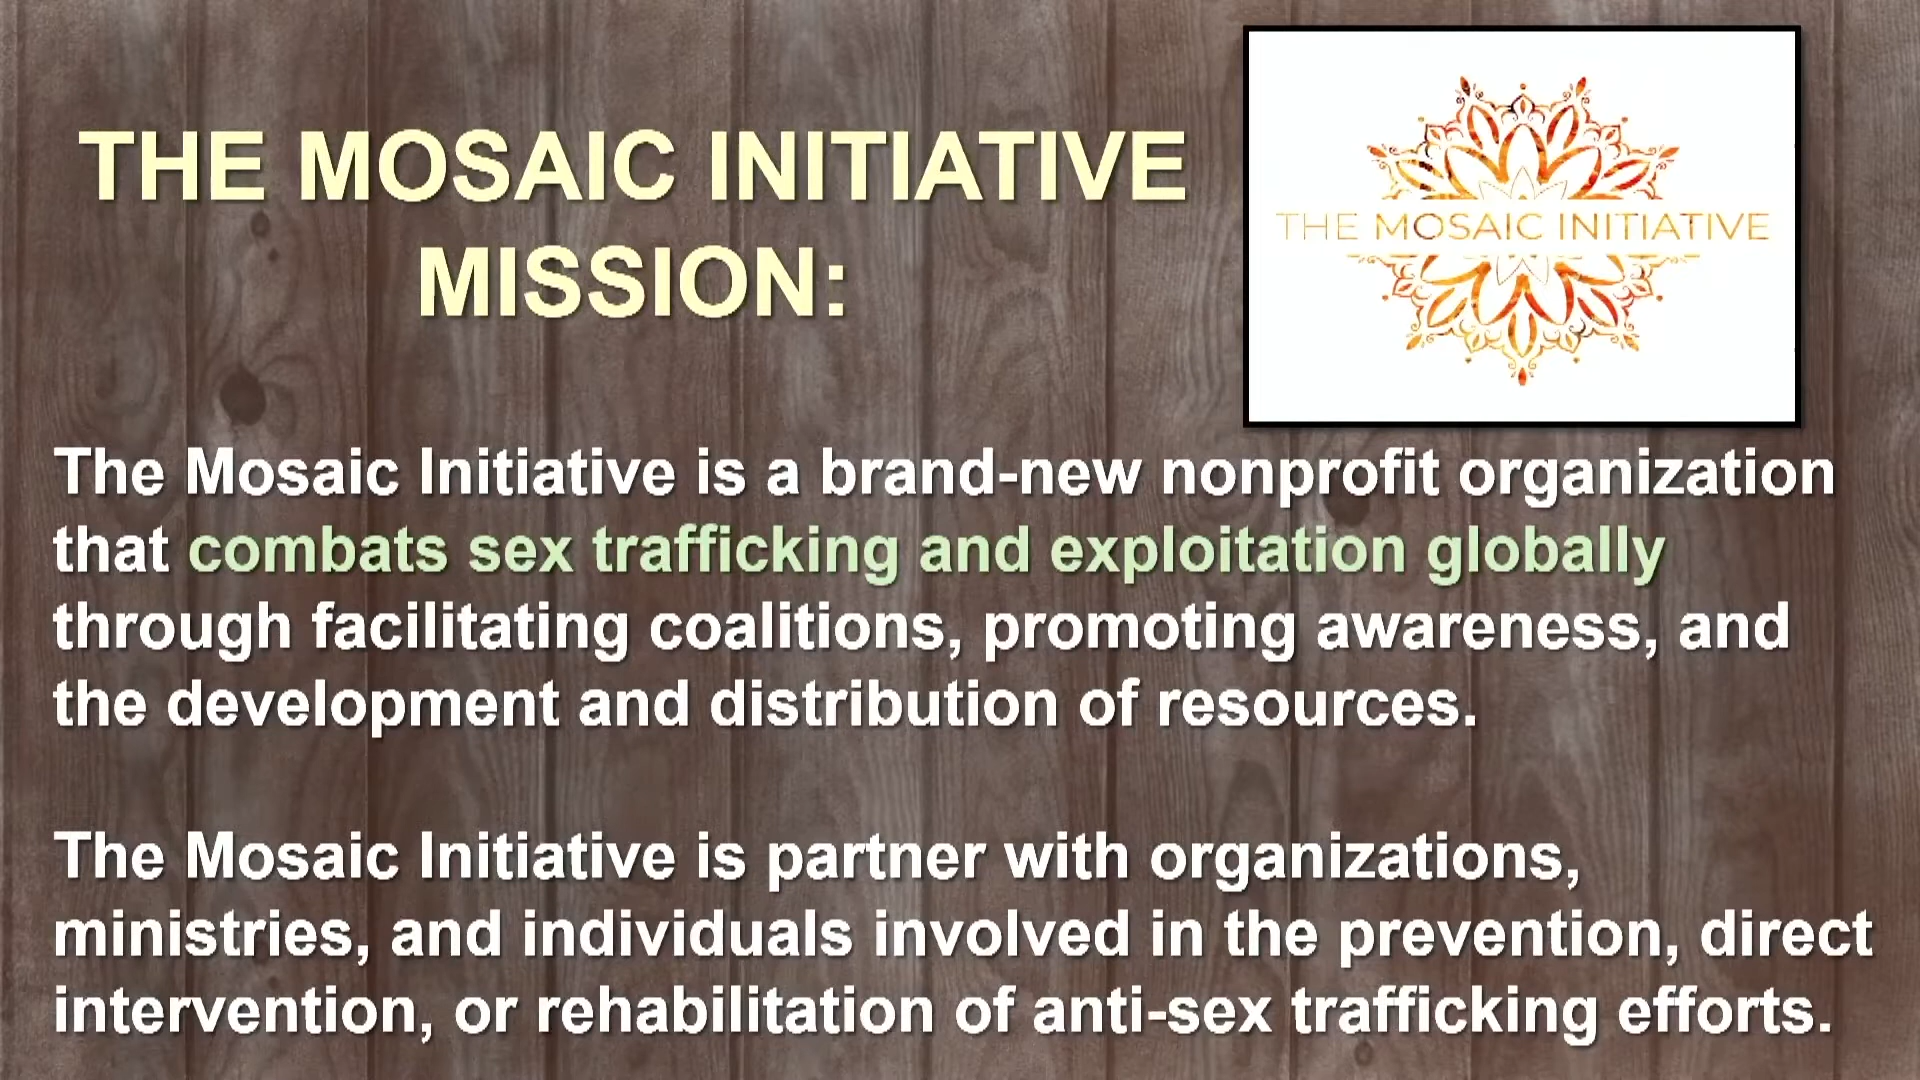 THE MOSAIC INITIATIVE
MISSION:
THE MOSAIC INITIATIVE
The Mosaic Initiative is a brand-new nonprofit organization
that combats sex trafficking and exploitation globally
through facilitating coalitions, promoting awareness, and
the development and distribution of resources.
The Mosaic Initiative is partner with organizations,
ministries, and individuals involved in the prevention, direct
intervention, or rehabilitation of anti-sex trafficking efforts.